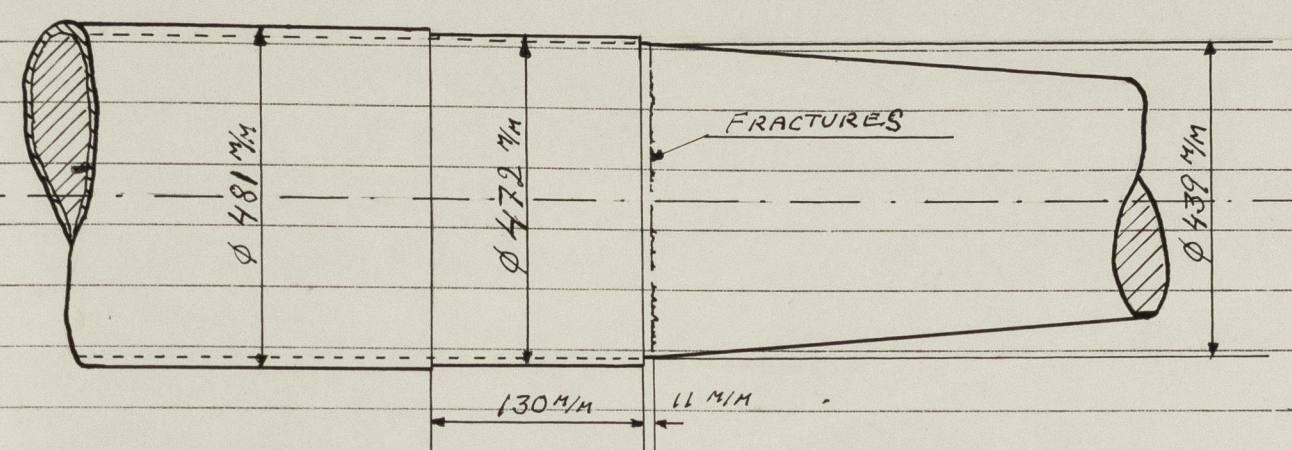 FRACTURES
Ø 481 M/M
Ø 472 M/M
Ø 439 M/M
130 M/M
11 M/M